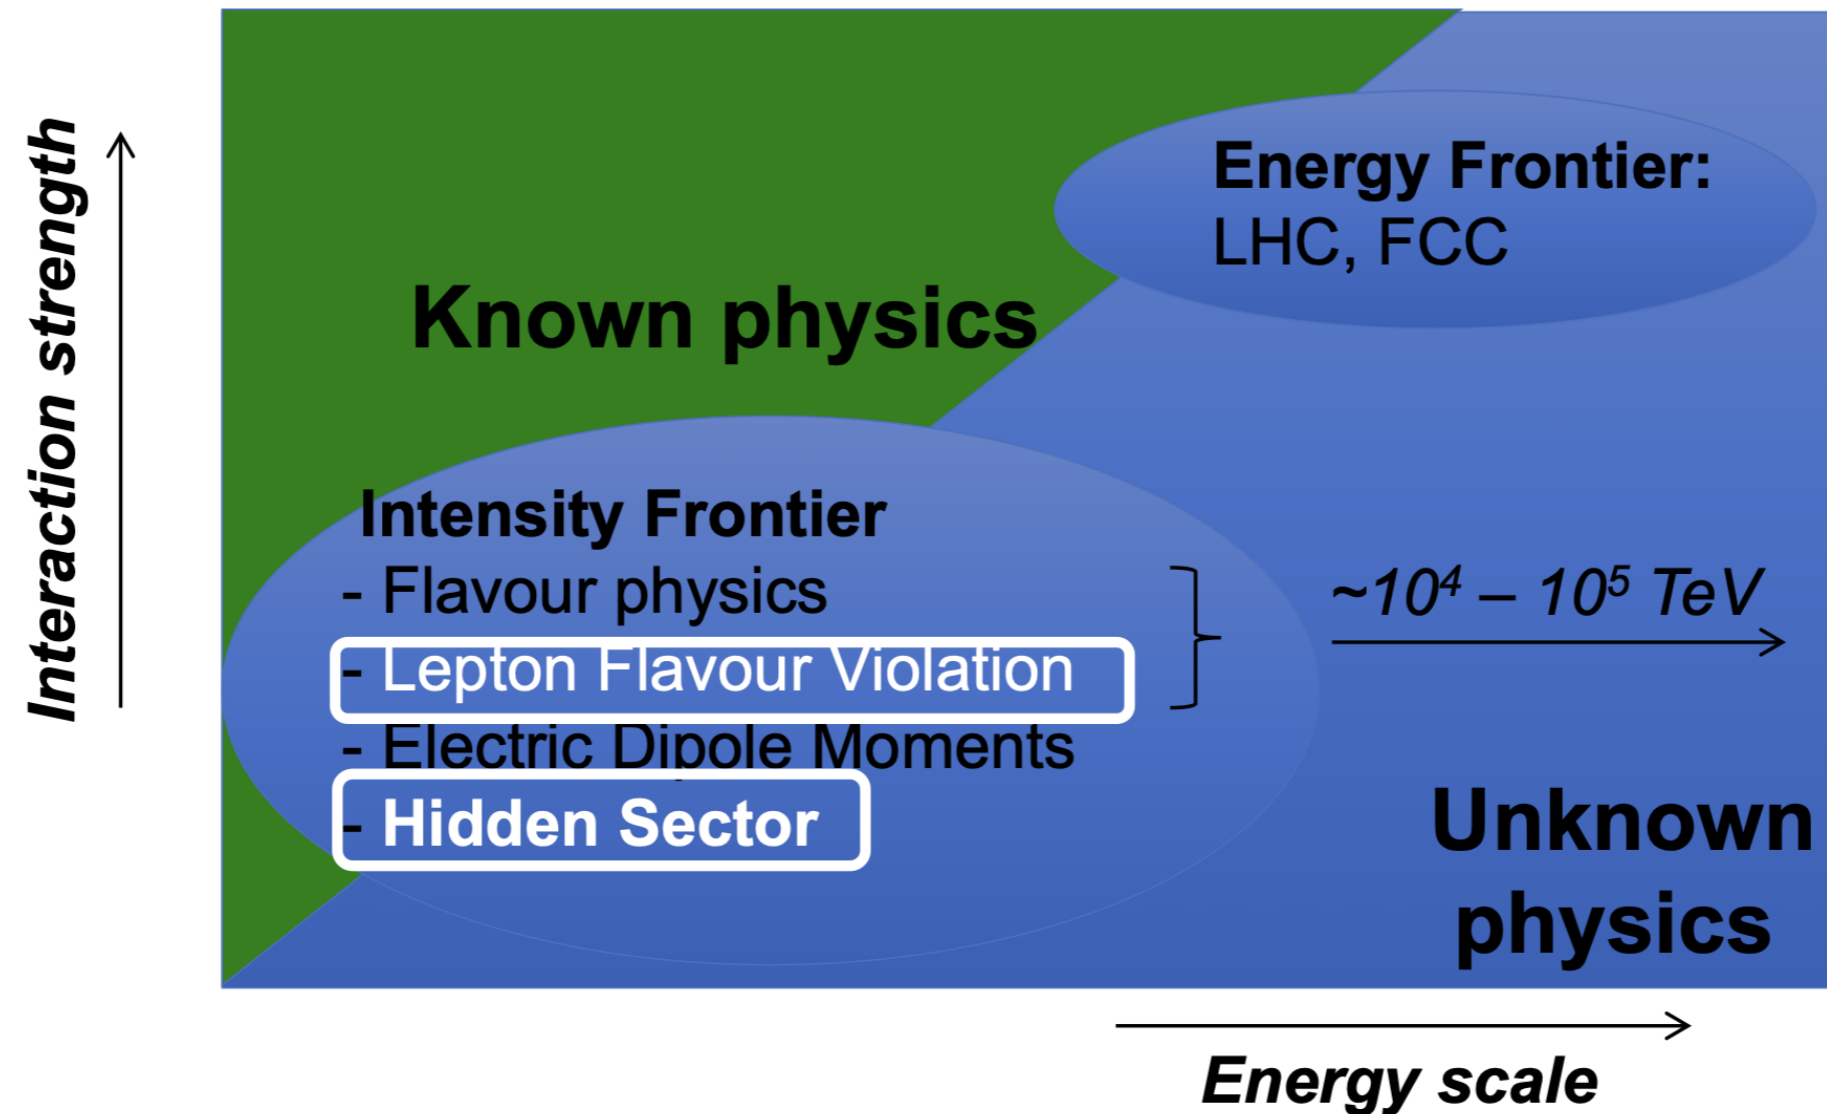 Interaction strength
Known physics
Energy Frontier:
LHC, FCC
Intensity Frontier
- Flavour physics
- Lepton Flavour Violation
- Electric Dipole Moments
- Hidden Sector
~10⁴ – 10⁵ TeV
Unknown
physics
Energy scale